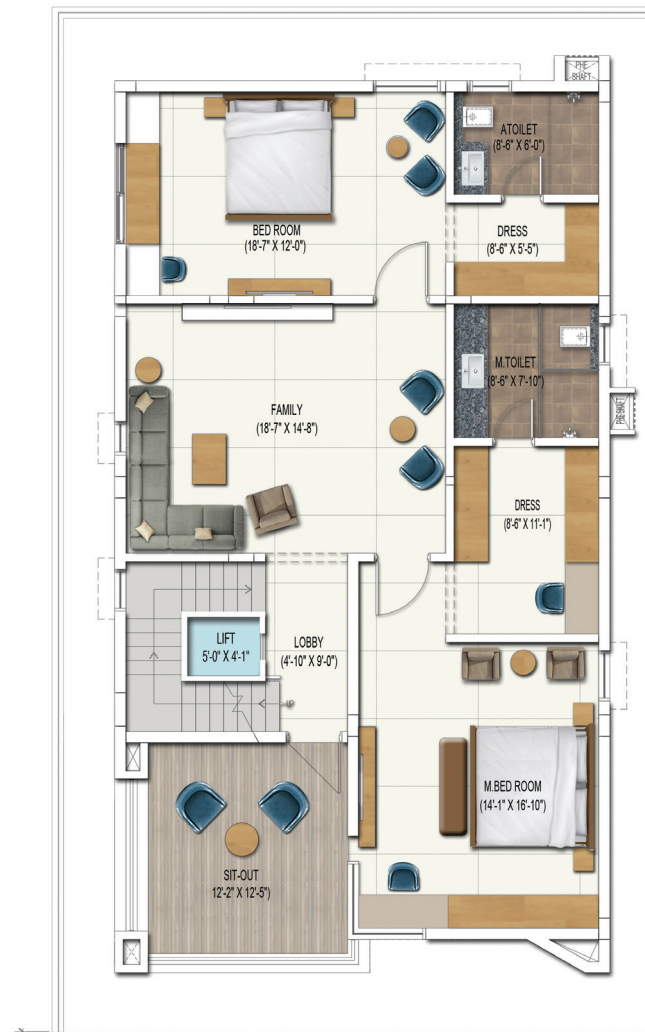 PHE
SHAFT
ATOILET
(8'-6" X 6'-0")
BED ROOM
(18'-7" X 12'-0")
DRESS
(8'-6" X 5'-5")
M.TOILET
(8'-6" X 7'-10")
PHE SHAFT
FAMILY
(18'-7" X 14'-8")
DRESS
(8'-6" X 11'-1")
LIFT
5'-0" X 4'-1"
LOBBY
(4'-10" X 9'-0")
M.BED ROOM
(14'-1" X 16'-10")
SIT-OUT
12'-2" X 12'-5")